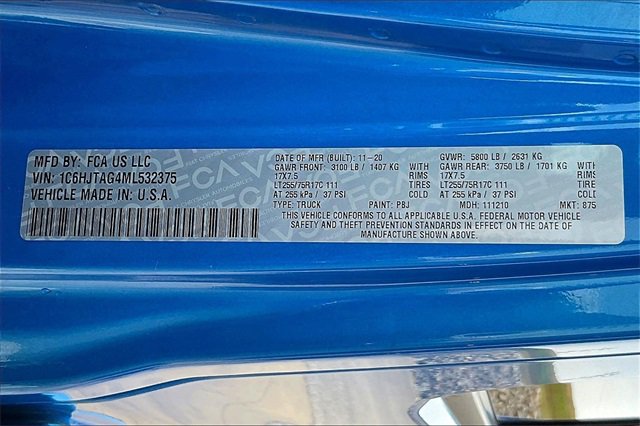 MFD BY: FCA US LLC
VIN: 1C6HJTAG4ML532375
VEHICLE MADE IN: U.S.A.
DATE OF MFR (BUILT): 11-20 GVWR: 5800 LB / 2631 KG
GAWR FRONT: 3100 LB / 1407 KG GAWR REAR: 3750 LB / 1701 KG
17X7.5 RIMS 17X7.5 RIMS
LT255/75R17C 111 TIRES LT255/75R17C 111 TIRES
AT 255 kPa / 37 PSI COLD AT 255 kPa / 37 PSI COLD
TYPE: TRUCK PAINT: PBJ MDH: 111210 MKT: 875
THIS VEHICLE CONFORMS TO ALL APPLICABLE U.S.A. FEDERAL MOTOR VEHICLE
SAFETY AND THEFT PREVENTION STANDARDS IN EFFECT ON THE DATE OF
MANUFACTURE SHOWN ABOVE.